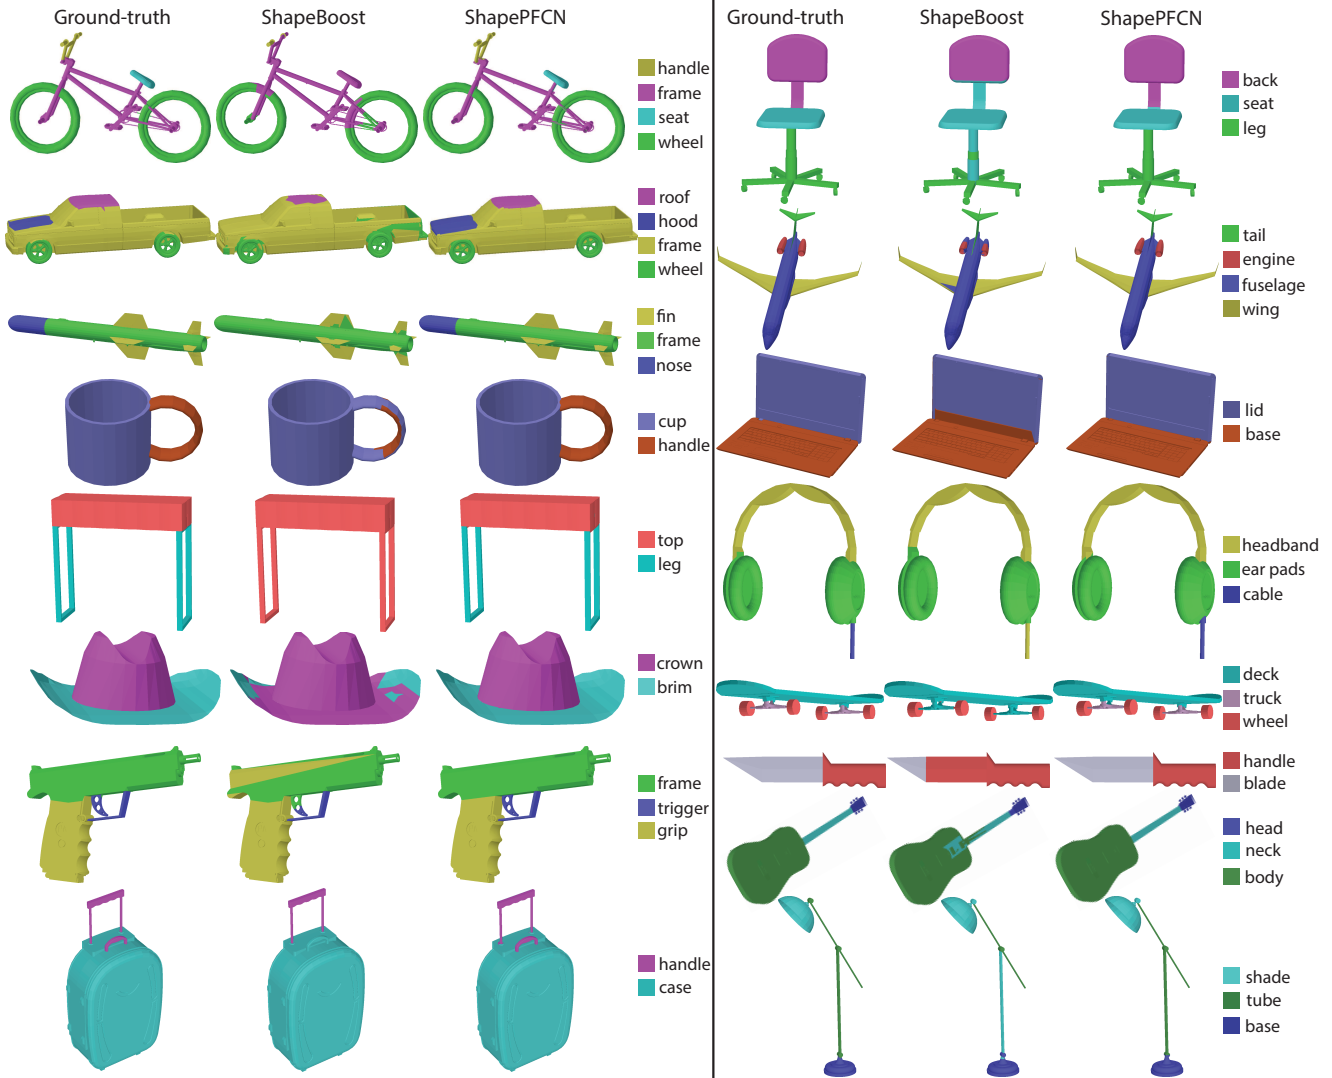 Ground-truth
ShapeBoost
ShapePFCN
handle
frame
seat
wheel
roof
hood
frame
wheel
fin
frame
nose
cup
handle
top
leg
crown
brim
frame
trigger
grip
handle
case
Ground-truth
ShapeBoost
ShapePFCN
back
seat
leg
tail
engine
fuselage
wing
lid
base
headband
ear pads
cable
deck
truck
wheel
handle
blade
head
neck
body
shade
tube
base